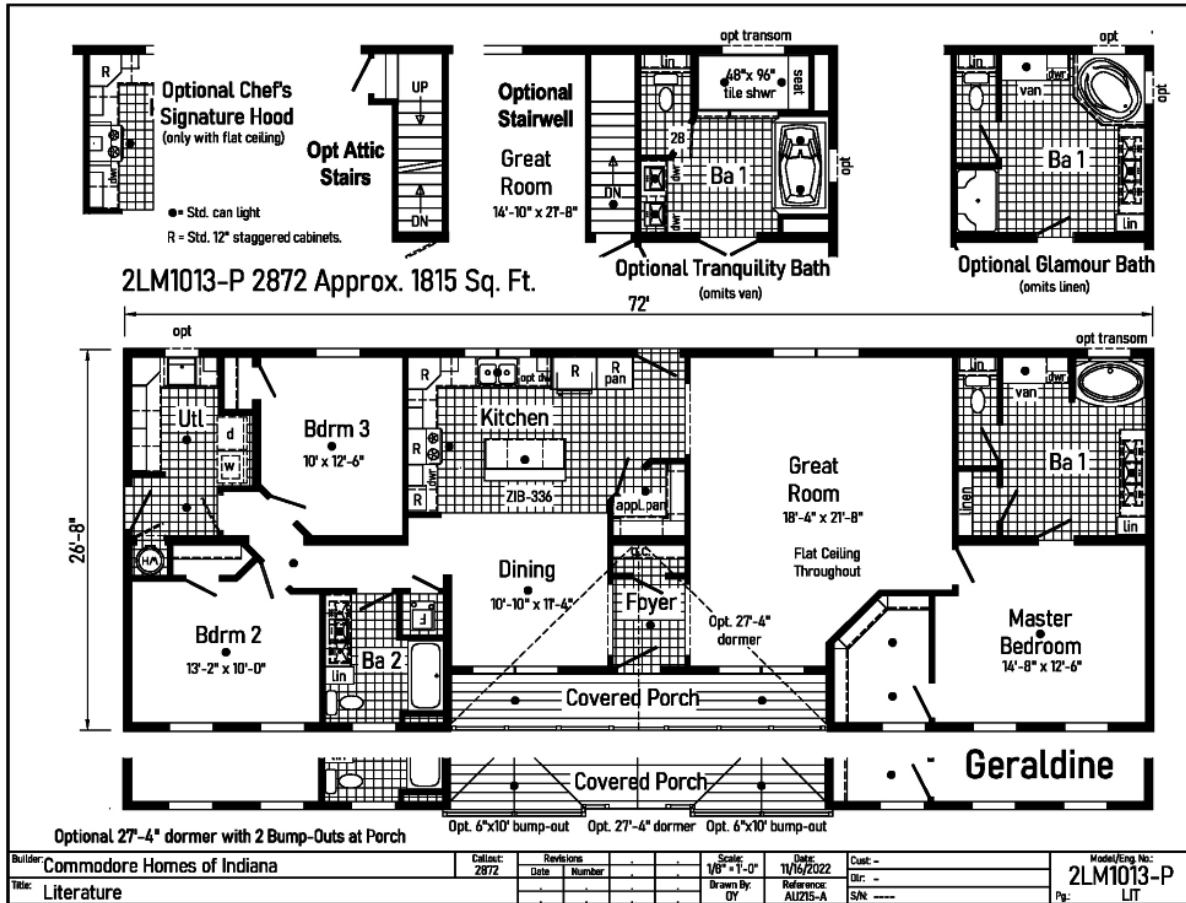 opt transom
opt
R
Optional Chef's
Signature Hood
(only with flat ceiling)
dwr
●= Std. can light
R = Std. 12" staggered cabinets.
UP
Opt Attic
Stairs
DN
Optional
Stairwell
Great
Room
14'-10" x 21'-8"
DN
lin
48"x 96"
tile shwr
seat
28
dwr
Ba 1
dwr
opt
Optional Tranquility Bath
(omits van)
lin
van
dwr
opt
Ba 1
lin
Optional Glamour Bath
(omits linen)
2LM1013-P 2872 Approx. 1815 Sq. Ft.
72'
opt
opt transom
26'-8"
Utl
d
w
HW
Bdrm 3
10' x 12'-6"
R
opt dw
R
R
pan
Kitchen
R
dwr
R
ZIB-336
appl.pan
Great
Room
18'-4" x 21'-8"
Flat Ceiling
Throughout
lin
van
dwr
Ba 1
linen
lin
Dining
10'-10" x 11'-4"
O.C.
Foyer
Opt. 27'-4"
dormer
Bdrm 2
13'-2" x 10'-0"
F
Ba 2
lin
Master
Bedroom
14'-8" x 12'-6"
Covered Porch
Covered Porch
Geraldine
Opt. 6"x10' bump-out
Opt. 27'-4" dormer
Opt. 6"x10' bump-out
Optional 27'-4" dormer with 2 Bump-Outs at Porch
Builder: Commodore Homes of Indiana
Callout:
2872
Revisions
Date Number
Scale:
1/8" = 1'-0"
Date:
11/16/2022
Cust: -
Model/Eng. No.:
2LM1013-P
Title: Literature
Drawn By:
OY
Reference:
AU215-A
Dlr: -
S/N: ----
Pg.: LIT